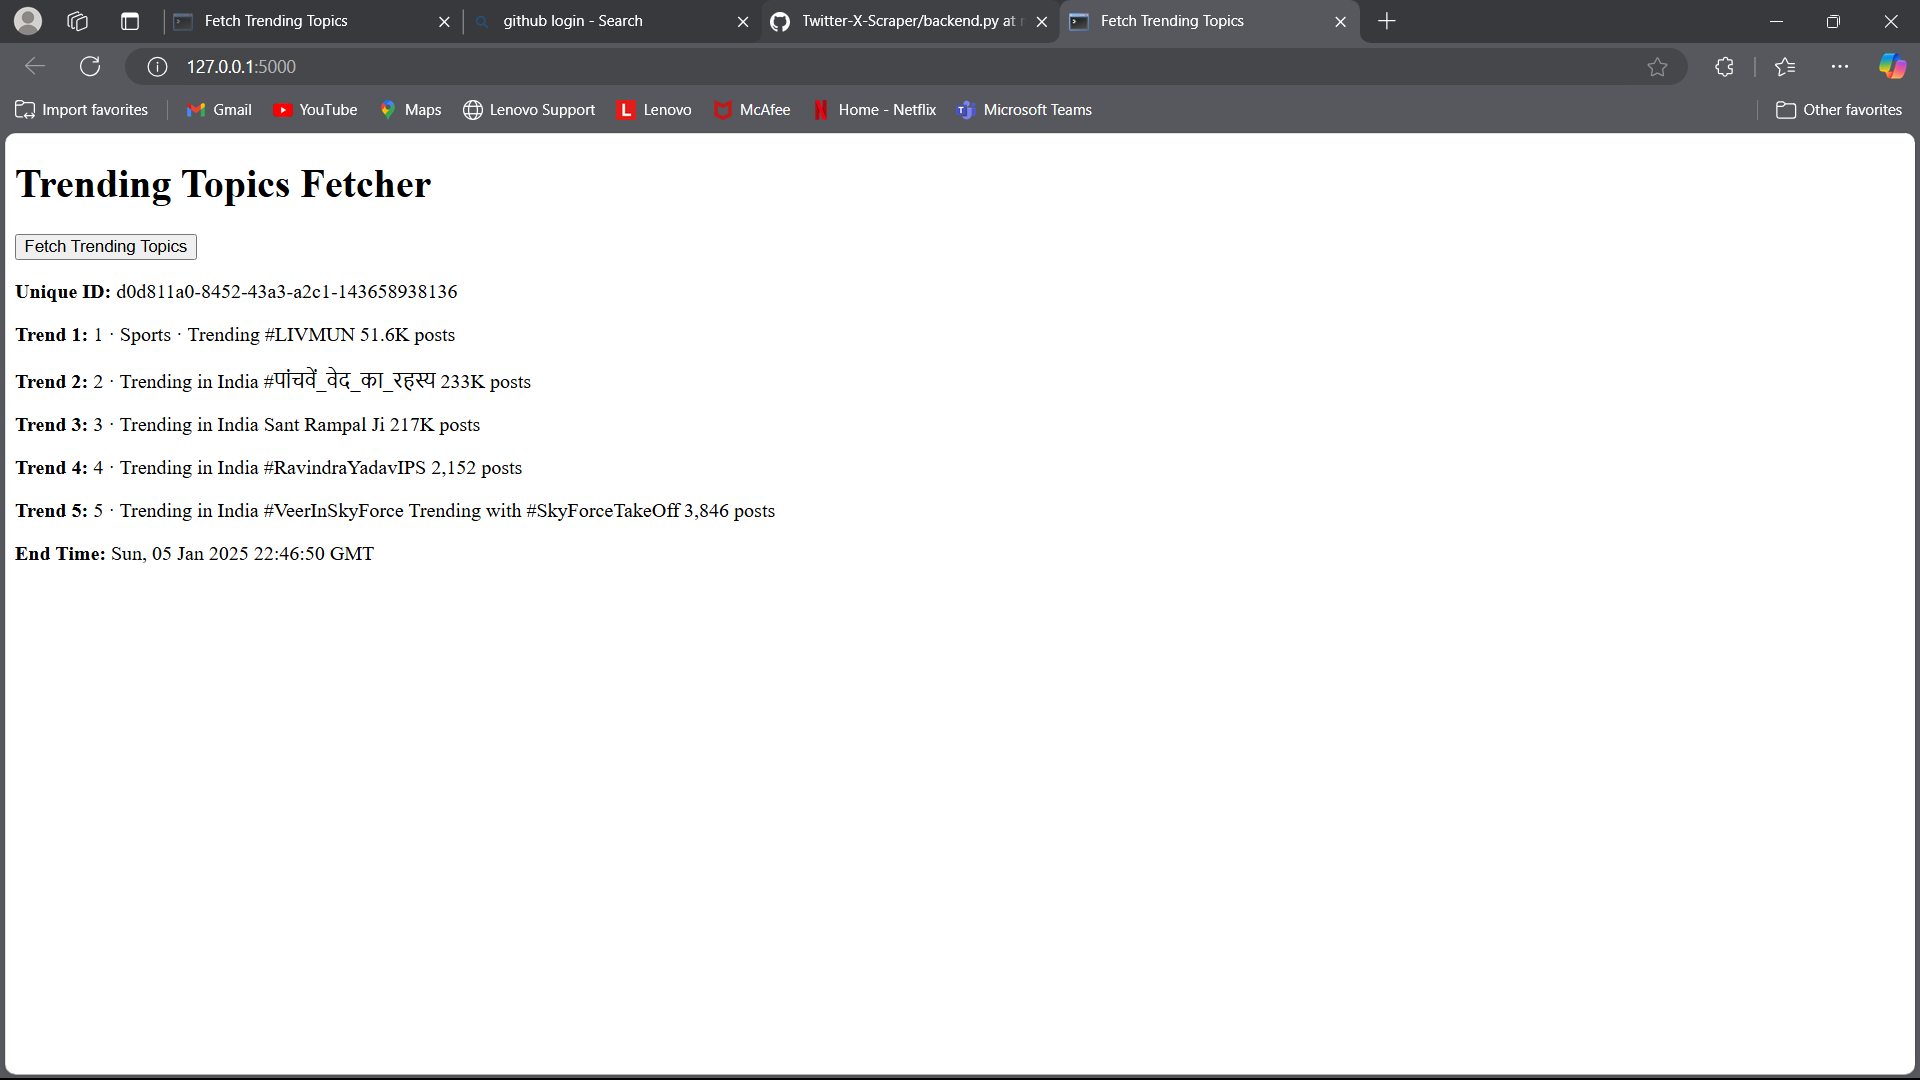 Fetch Trending Topics
github login - Search
Twitter-X-Scraper/backend.py at
Fetch Trending Topics
127.0.0.1:5000
Import favorites
Gmail
YouTube
Maps
Lenovo Support
L Lenovo
McAfee
Home - Netflix
Microsoft Teams
Other favorites
Trending Topics Fetcher
Fetch Trending Topics
Unique ID: d0d811a0-8452-43a3-a2c1-143658938136
Trend 1: 1 · Sports · Trending #LIVMUN 51.6K posts
Trend 2: 2 · Trending in India #पांचवें_वेद_का_रहस्य 233K posts
Trend 3: 3 · Trending in India Sant Rampal Ji 217K posts
Trend 4: 4 · Trending in India #RavindraYadavIPS 2,152 posts
Trend 5: 5 · Trending in India #VeerInSkyForce Trending with #SkyForceTakeOff 3,846 posts
End Time: Sun, 05 Jan 2025 22:46:50 GMT